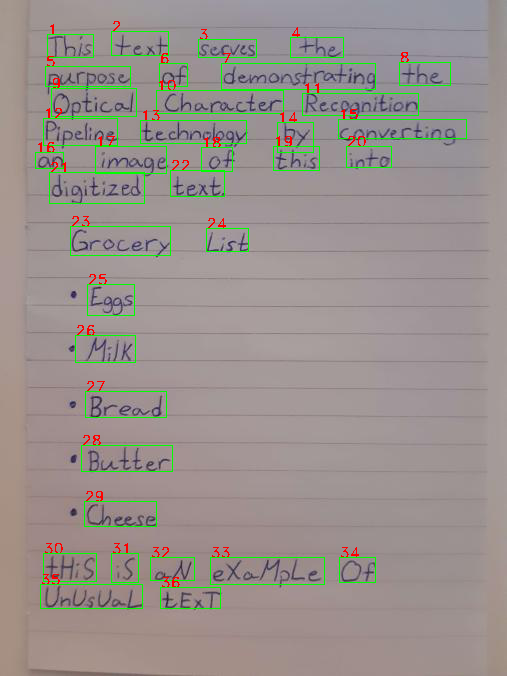 This text serves the
purpose of demonstrating the
Optical Character Recognition
Pipeline technology by converting
an image of this into
digitized text.
Grocery List
• Eggs
• Milk
• Bread
• Butter
• Cheese
tHiS iS aN eXaMpLe Of
UnUsUaL tExT